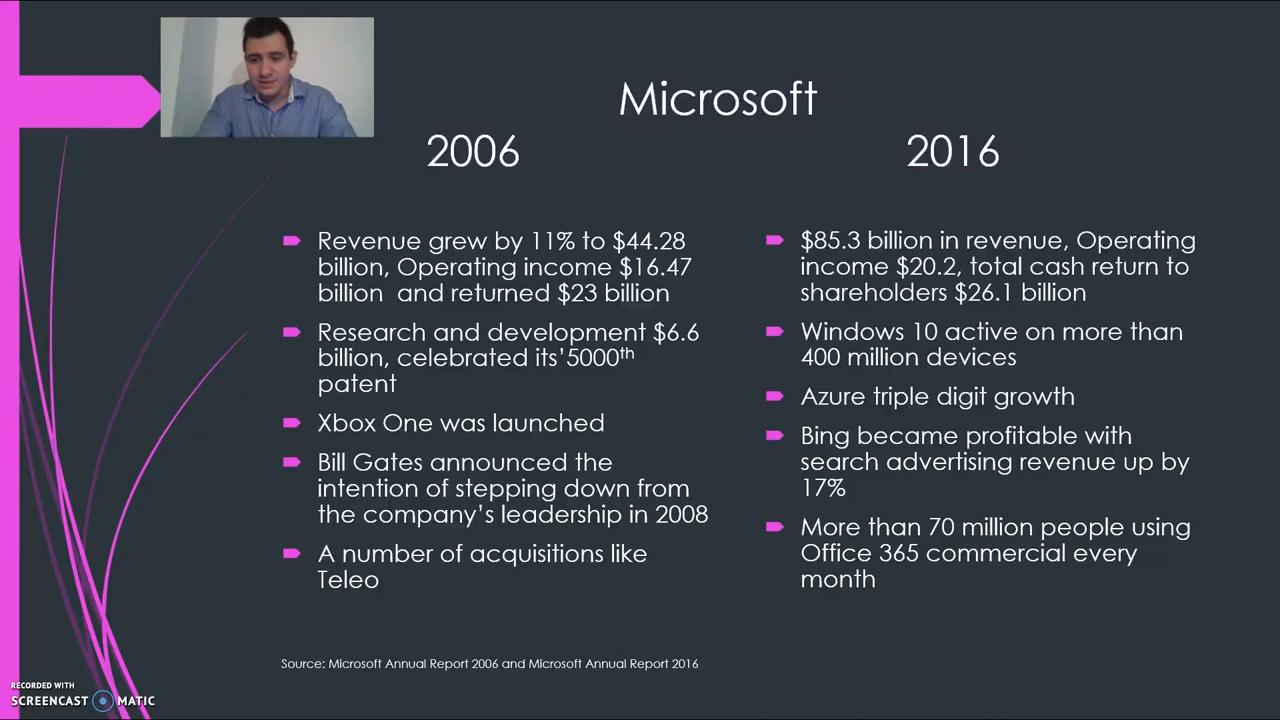 Microsoft
2006
Revenue grew by 11% to $44.28
billion, Operating income $16.47
billion and returned $23 billion
Research and development $6.6
billion, celebrated its’5000th
patent
Xbox One was launched
Bill Gates announced the
intention of stepping down from
the company’s leadership in 2008
A number of acquisitions like
Teleo
2016
$85.3 billion in revenue, Operating
income $20.2, total cash return to
shareholders $26.1 billion
Windows 10 active on more than
400 million devices
Azure triple digit growth
Bing became profitable with
search advertising revenue up by
17%
More than 70 million people using
Office 365 commercial every
month
Source: Microsoft Annual Report 2006 and Microsoft Annual Report 2016
RECORDED WITH
SCREENCAST MATIC